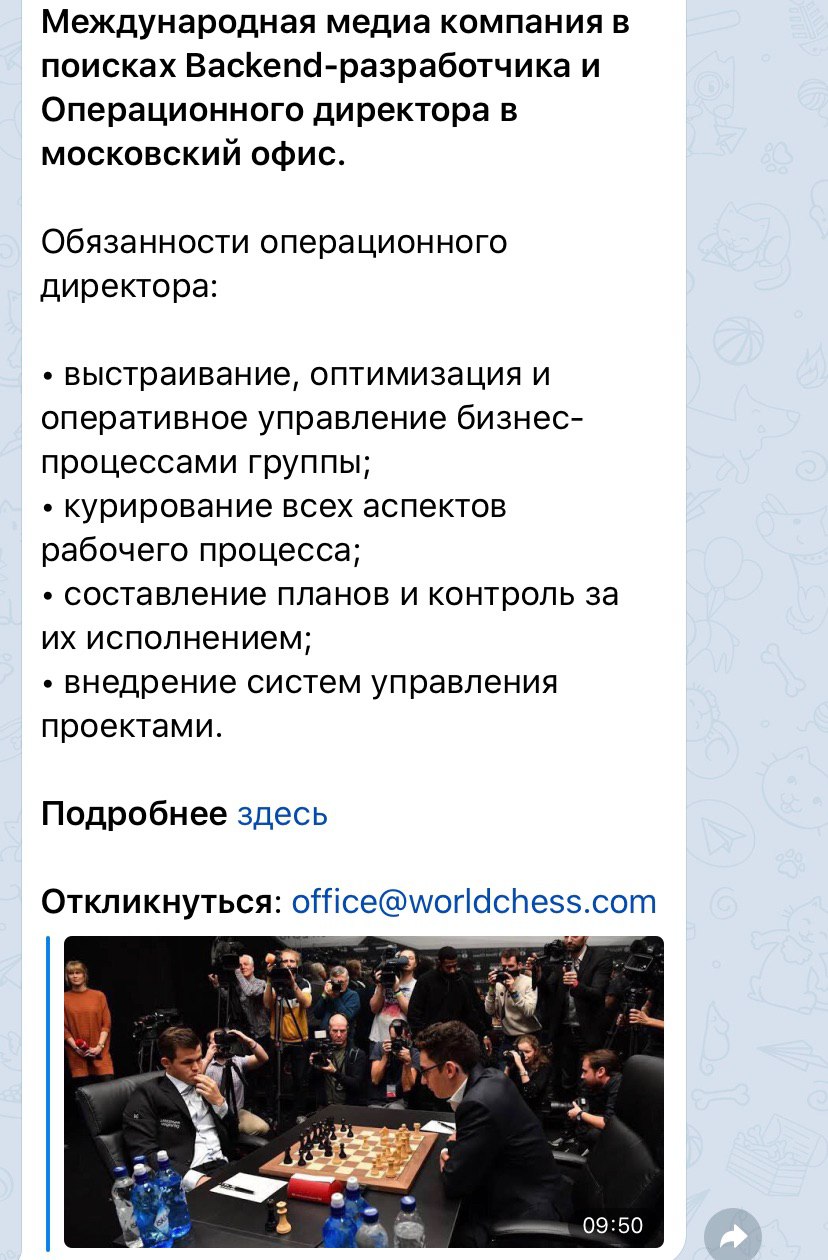 Международная медиа компания в
поисках Backend-разработчика и
Операционного директора в
московский офис.
Обязанности операционного
директора:
• выстраивание, оптимизация и
оперативное управление бизнес-
процессами группы;
• курирование всех аспектов
рабочего процесса;
• составление планов и контроль за
их исполнением;
• внедрение систем управления
проектами.
Подробнее здесь
Откликнуться: office@worldchess.com
09:50